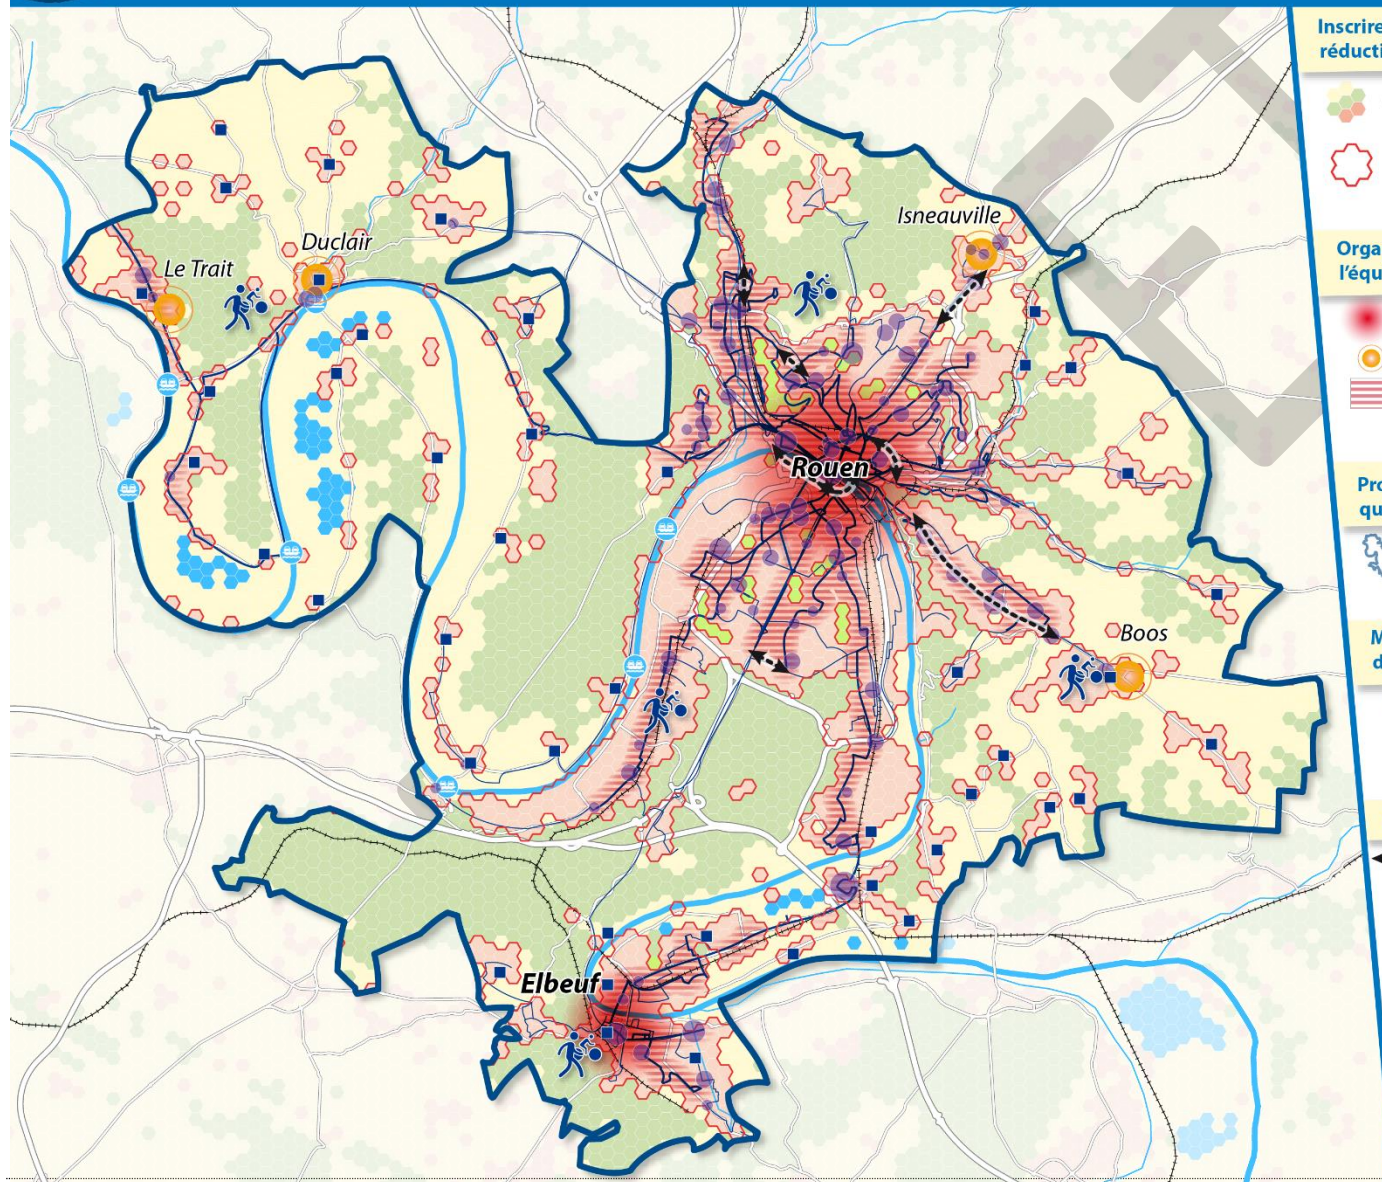 Inscrire
réducti
Isneauville
Duclair
Orga
l'équ
Le Trait
Rouen
Pro
qu
Boos
M
d
Elbeuf